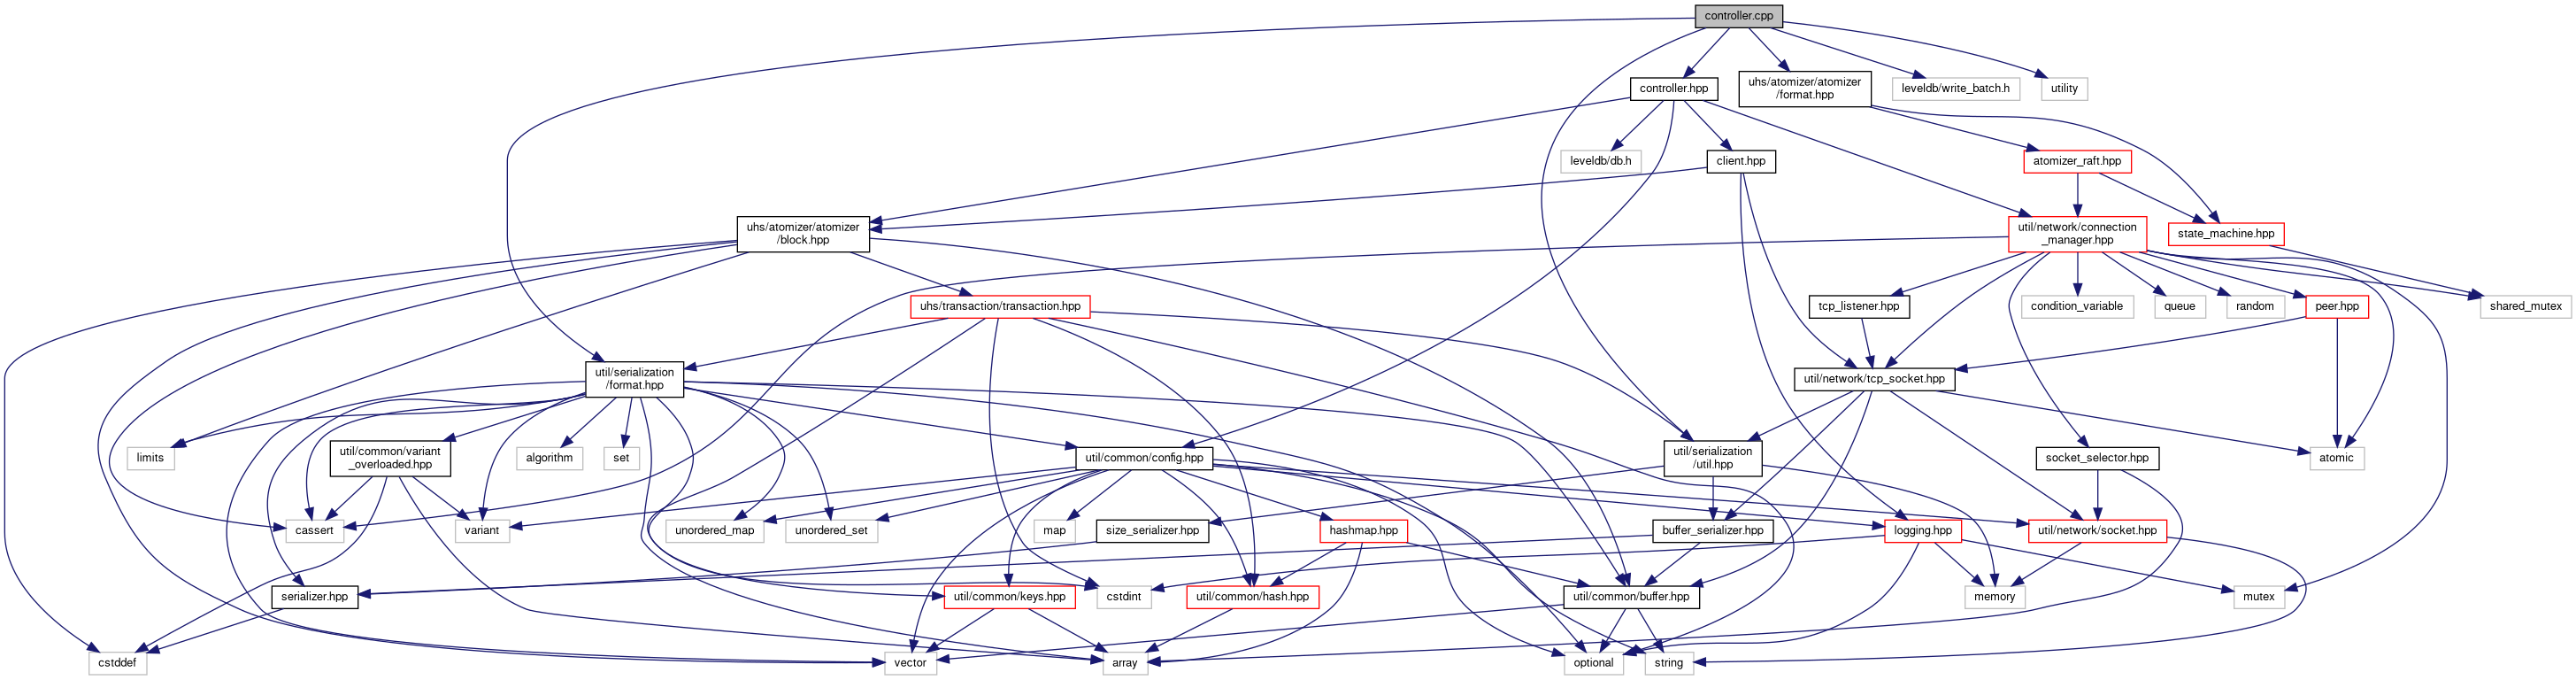 controller.cpp
controller.hpp
uhs/atomizer/atomizer
/format.hpp
leveldb/write_batch.h
utility
leveldb/db.h
client.hpp
atomizer_raft.hpp
uhs/atomizer/atomizer
/block.hpp
util/network/connection
_manager.hpp
state_machine.hpp
uhs/transaction/transaction.hpp
tcp_listener.hpp
condition_variable
queue
random
peer.hpp
shared_mutex
util/serialization
/format.hpp
util/network/tcp_socket.hpp
limits
util/common/variant
_overloaded.hpp
algorithm
set
util/common/config.hpp
util/serialization
/util.hpp
socket_selector.hpp
atomic
cassert
variant
unordered_map
unordered_set
map
size_serializer.hpp
hashmap.hpp
buffer_serializer.hpp
logging.hpp
util/network/socket.hpp
serializer.hpp
util/common/keys.hpp
cstdint
util/common/hash.hpp
util/common/buffer.hpp
memory
mutex
cstddef
vector
array
optional
string